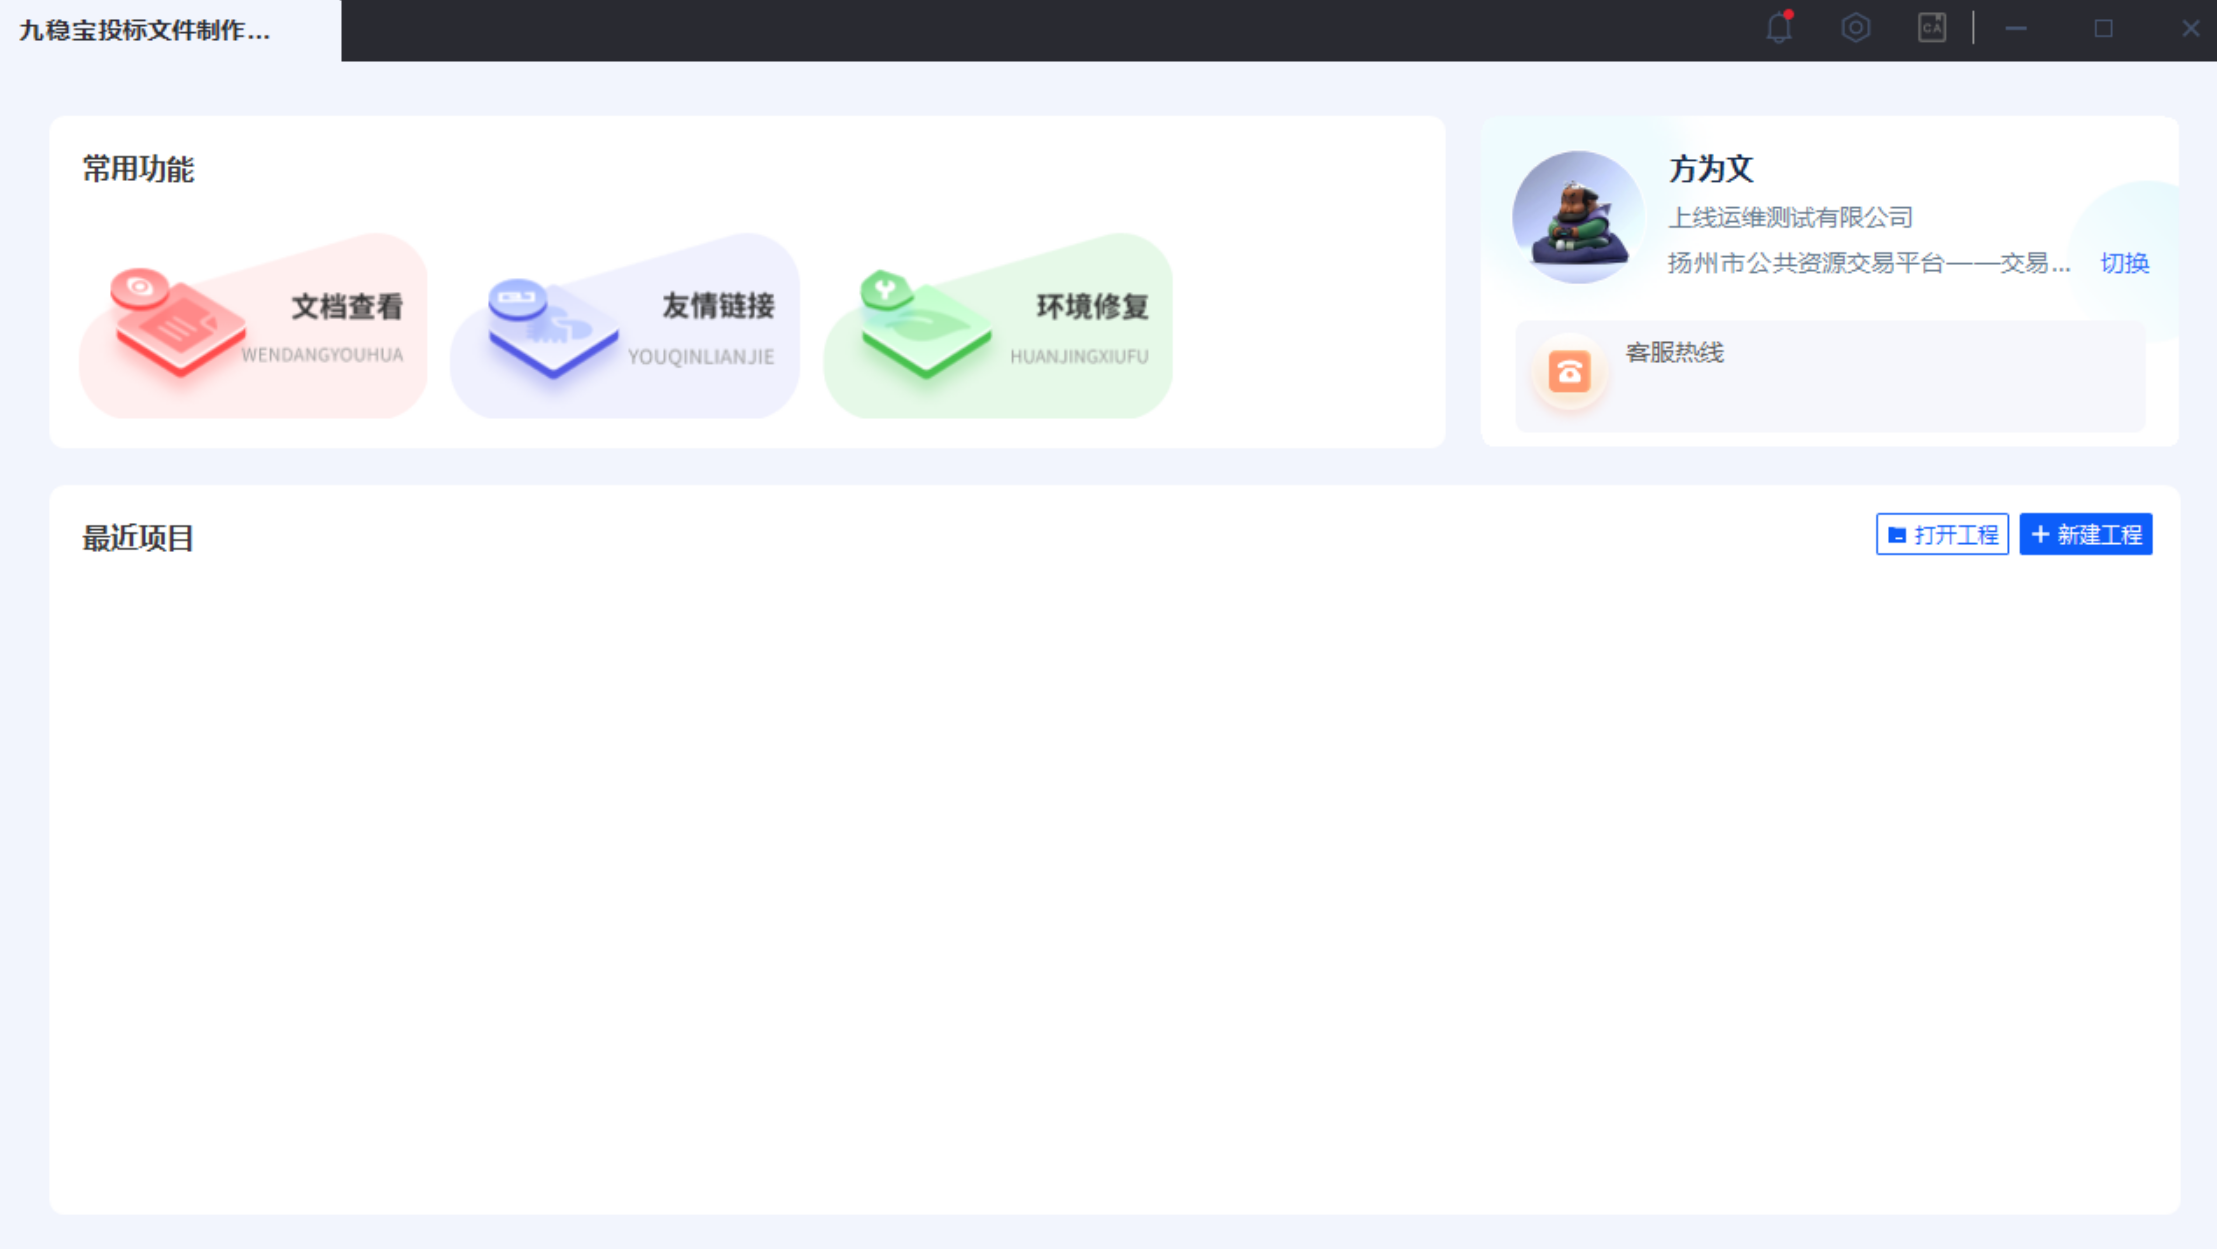 九稳宝投标文件制作...
CA
常用功能
文档查看
WENDANGYOUHUA
友情链接
YOUQINLIANJIE
环境修复
HUANJINGXIUFU
方为文
上线运维测试有限公司
扬州市公共资源交易平台——交易... 切换
客服热线
最近项目
打开工程
新建工程